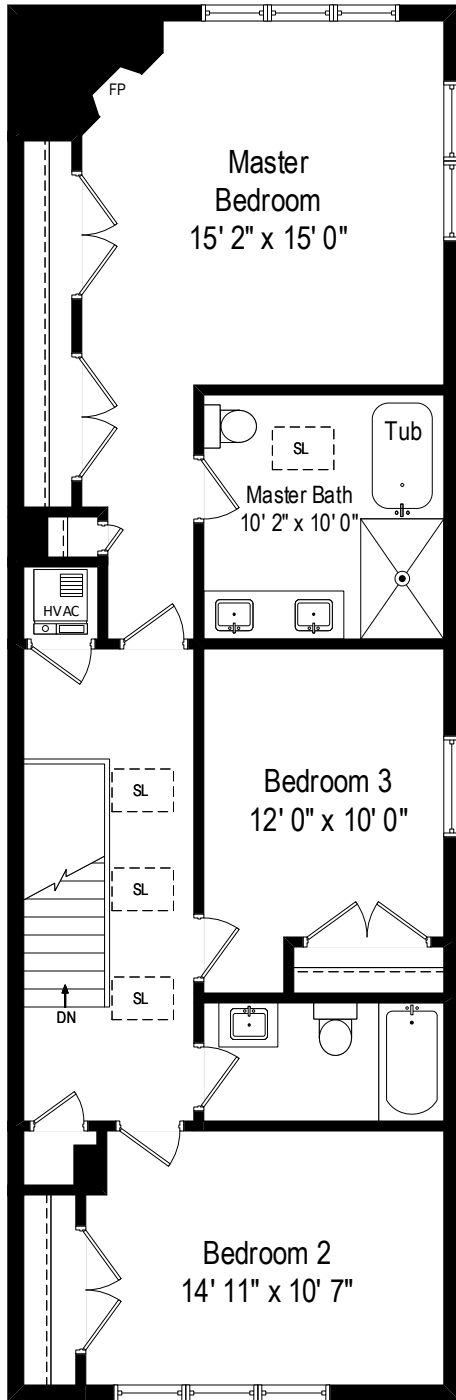 FP
Master
Bedroom
15' 2" x 15' 0"
SL
Tub
Master Bath
10' 2" x 10' 0"
HVAC
SL
Bedroom 3
12' 0" x 10' 0"
SL
SL
DN
Bedroom 2
14' 11" x 10' 7"